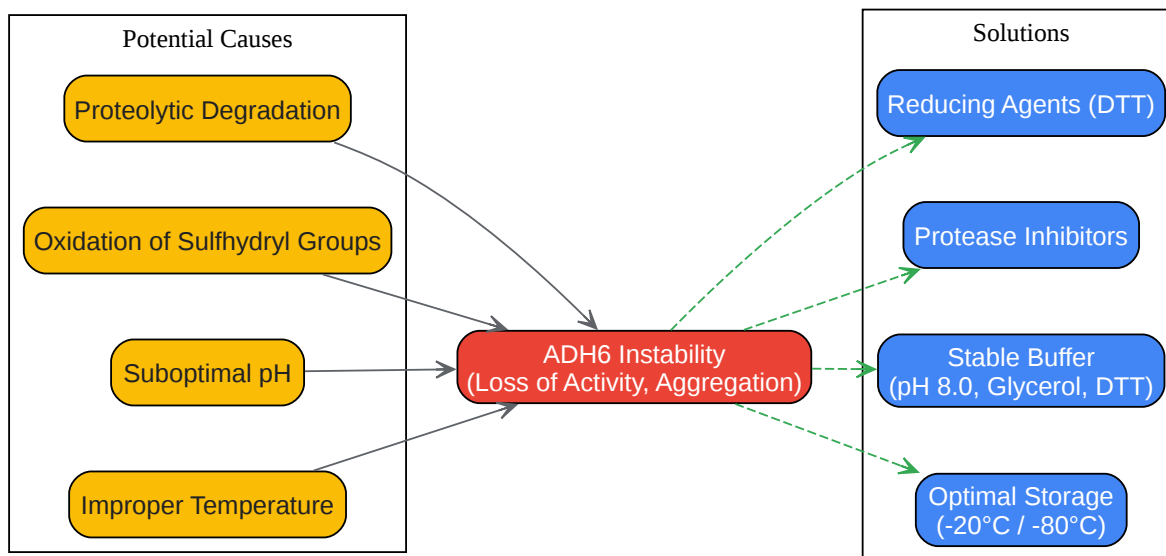 Potential Causes
Proteolytic Degradation
Oxidation of Sulfhydryl Groups
Suboptimal pH
Improper Temperature
ADH6 Instability
(Loss of Activity, Aggregation)
Solutions
Reducing Agents (DTT)
Protease Inhibitors
Stable Buffer
(pH 8.0, Glycerol, DTT)
Optimal Storage
(-20°C / -80°C)